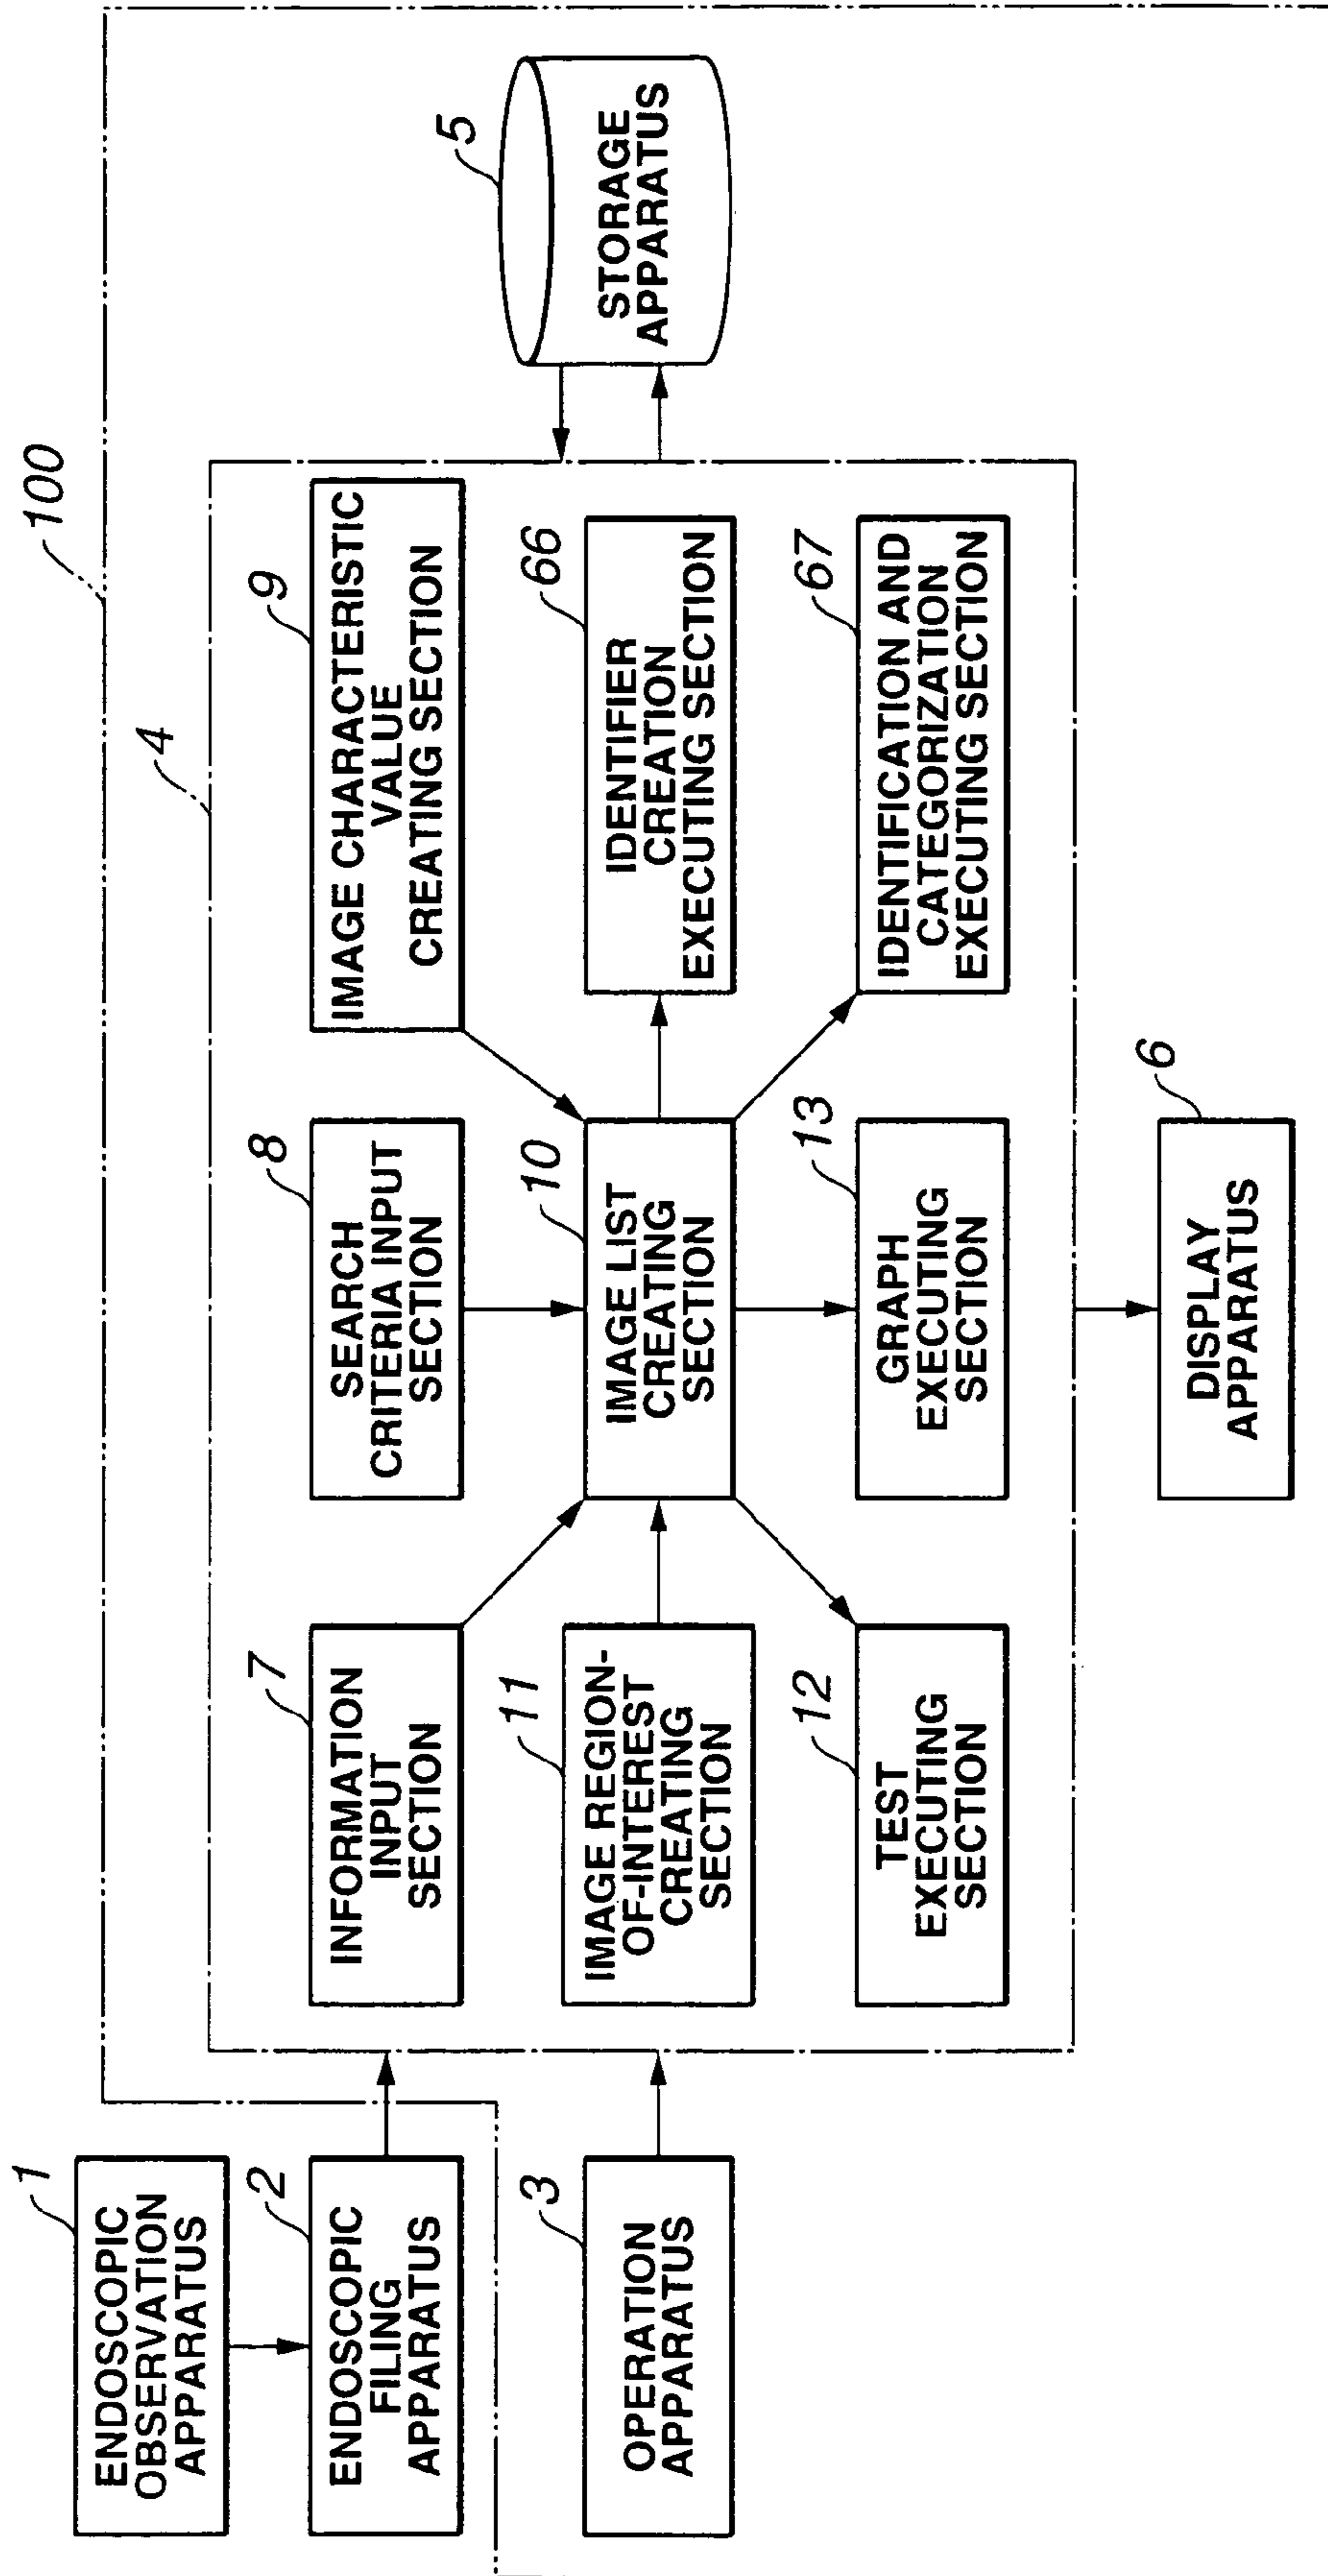 100
1
ENDOSCOPIC
OBSERVATION
APPARATUS
2
ENDOSCOPIC
FILING
APPARATUS
3
OPERATION
APPARATUS
4
7
INFORMATION
INPUT
SECTION
8
SEARCH
CRITERIA INPUT
SECTION
9
IMAGE CHARACTERISTIC
VALUE
CREATING SECTION
11
IMAGE REGION-
OF-INTEREST
CREATING
SECTION
10
IMAGE LIST
CREATING
SECTION
66
IDENTIFIER
CREATION
EXECUTING SECTION
12
TEST
EXECUTING
SECTION
13
GRAPH
EXECUTING
SECTION
67
IDENTIFICATION AND
CATEGORIZATION
EXECUTING SECTION
5
STORAGE
APPARATUS
6
DISPLAY
APPARATUS